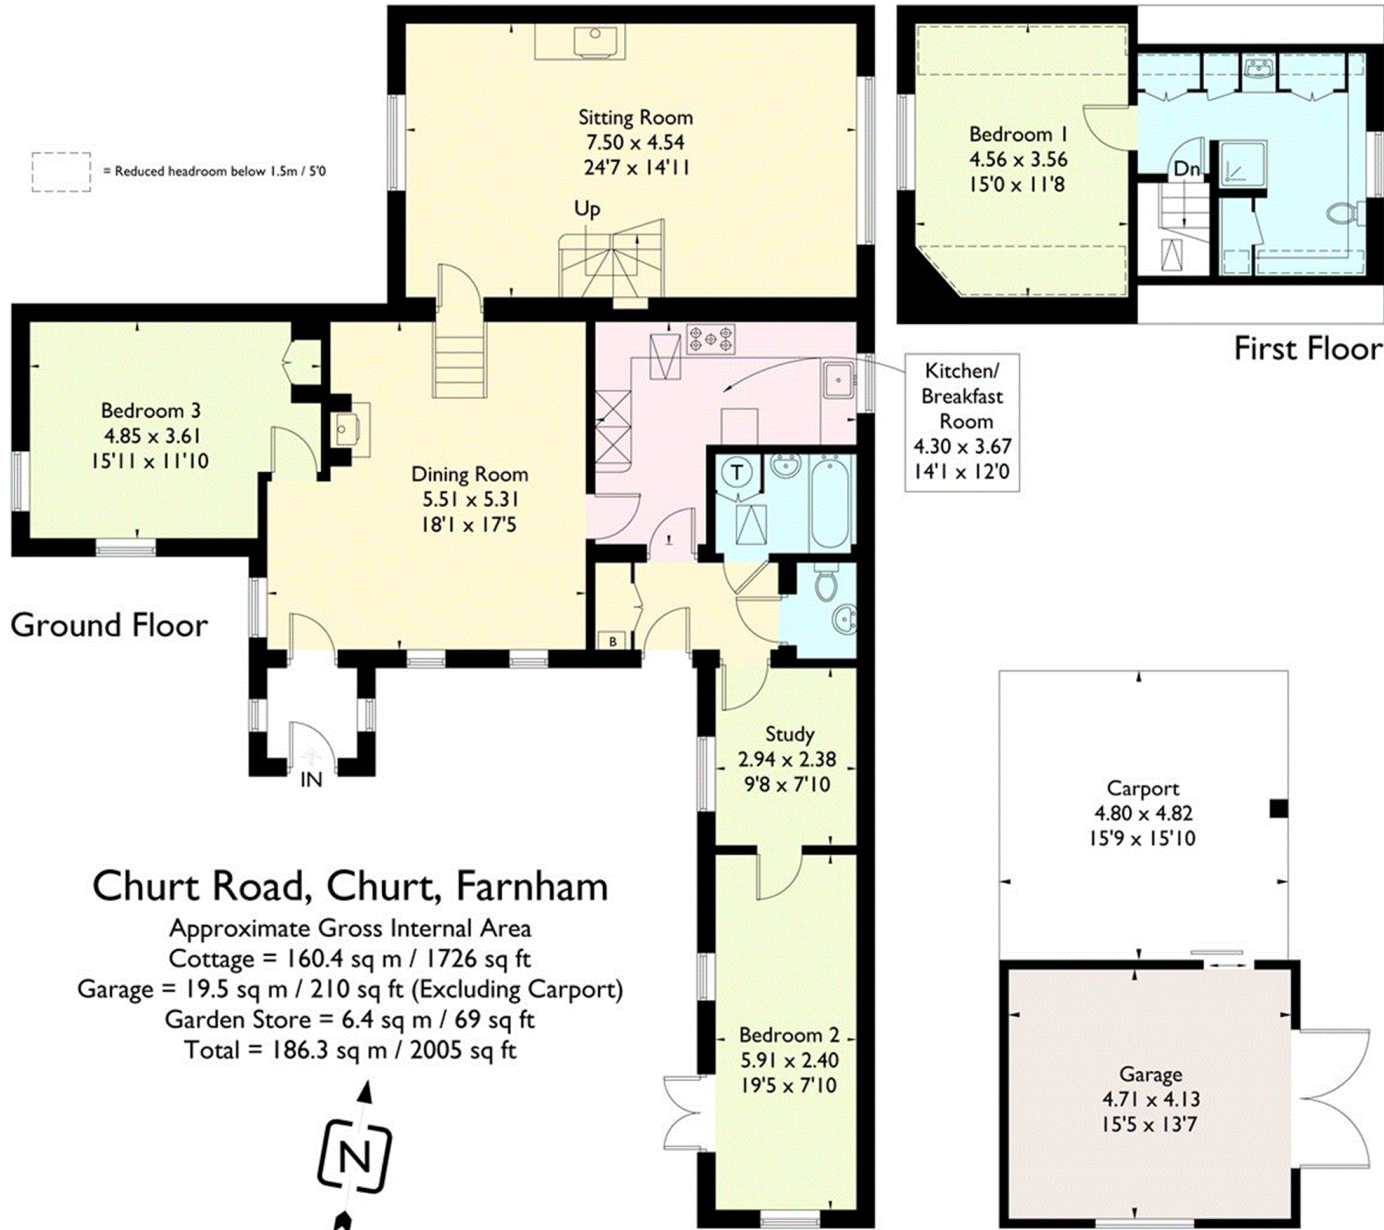 = Reduced headroom below 1.5m / 5'0
Sitting Room
7.50 x 4.54
24'7 x 14'11
Up
Bedroom 1
4.56 x 3.56
15'0 x 11'8
Dn
First Floor
Kitchen/
Breakfast
Room
4.30 x 3.67
14'1 x 12'0
Bedroom 3
4.85 x 3.61
15'11 x 11'10
Dining Room
5.51 x 5.31
18'1 x 17'5
T
B
Ground Floor
IN
Study
2.94 x 2.38
9'8 x 7'10
Carport
4.80 x 4.82
15'9 x 15'10
Churt Road, Churt, Farnham
Approximate Gross Internal Area
Cottage = 160.4 sq m / 1726 sq ft
Garage = 19.5 sq m / 210 sq ft (Excluding Carport)
Garden Store = 6.4 sq m / 69 sq ft
Total = 186.3 sq m / 2005 sq ft
N
Bedroom 2
5.91 x 2.40
19'5 x 7'10
Garage
4.71 x 4.13
15'5 x 13'7